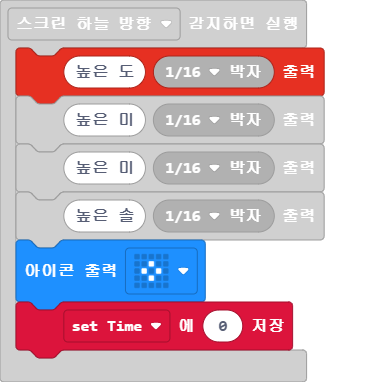 스크린 하늘 방향 감지하면 실행
높은 도 1/16 박자 출력
높은 미 1/16 박자 출력
높은 미 1/16 박자 출력
높은 솔 1/16 박자 출력
아이콘 출력
set Time 에 0 저장